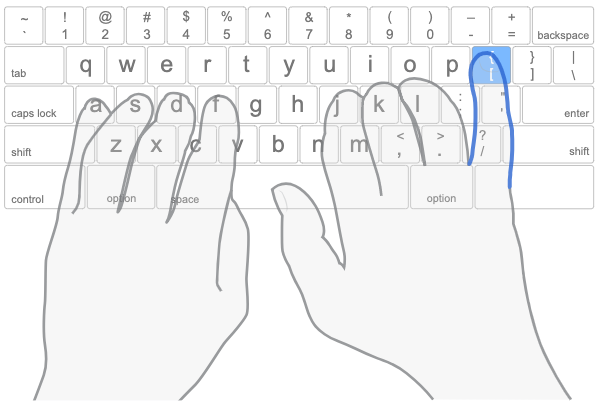 ~ ! @ # $ % ^ & * ( ) – +
` 1 2 3 4 5 6 7 8 9 0 - = backspace
tab q w e r t y u i o p { [ } ] | \
caps lock a s d f g h j k l : ; " ' enter
shift z x c v b n m < , > . ? / shift
control option space option